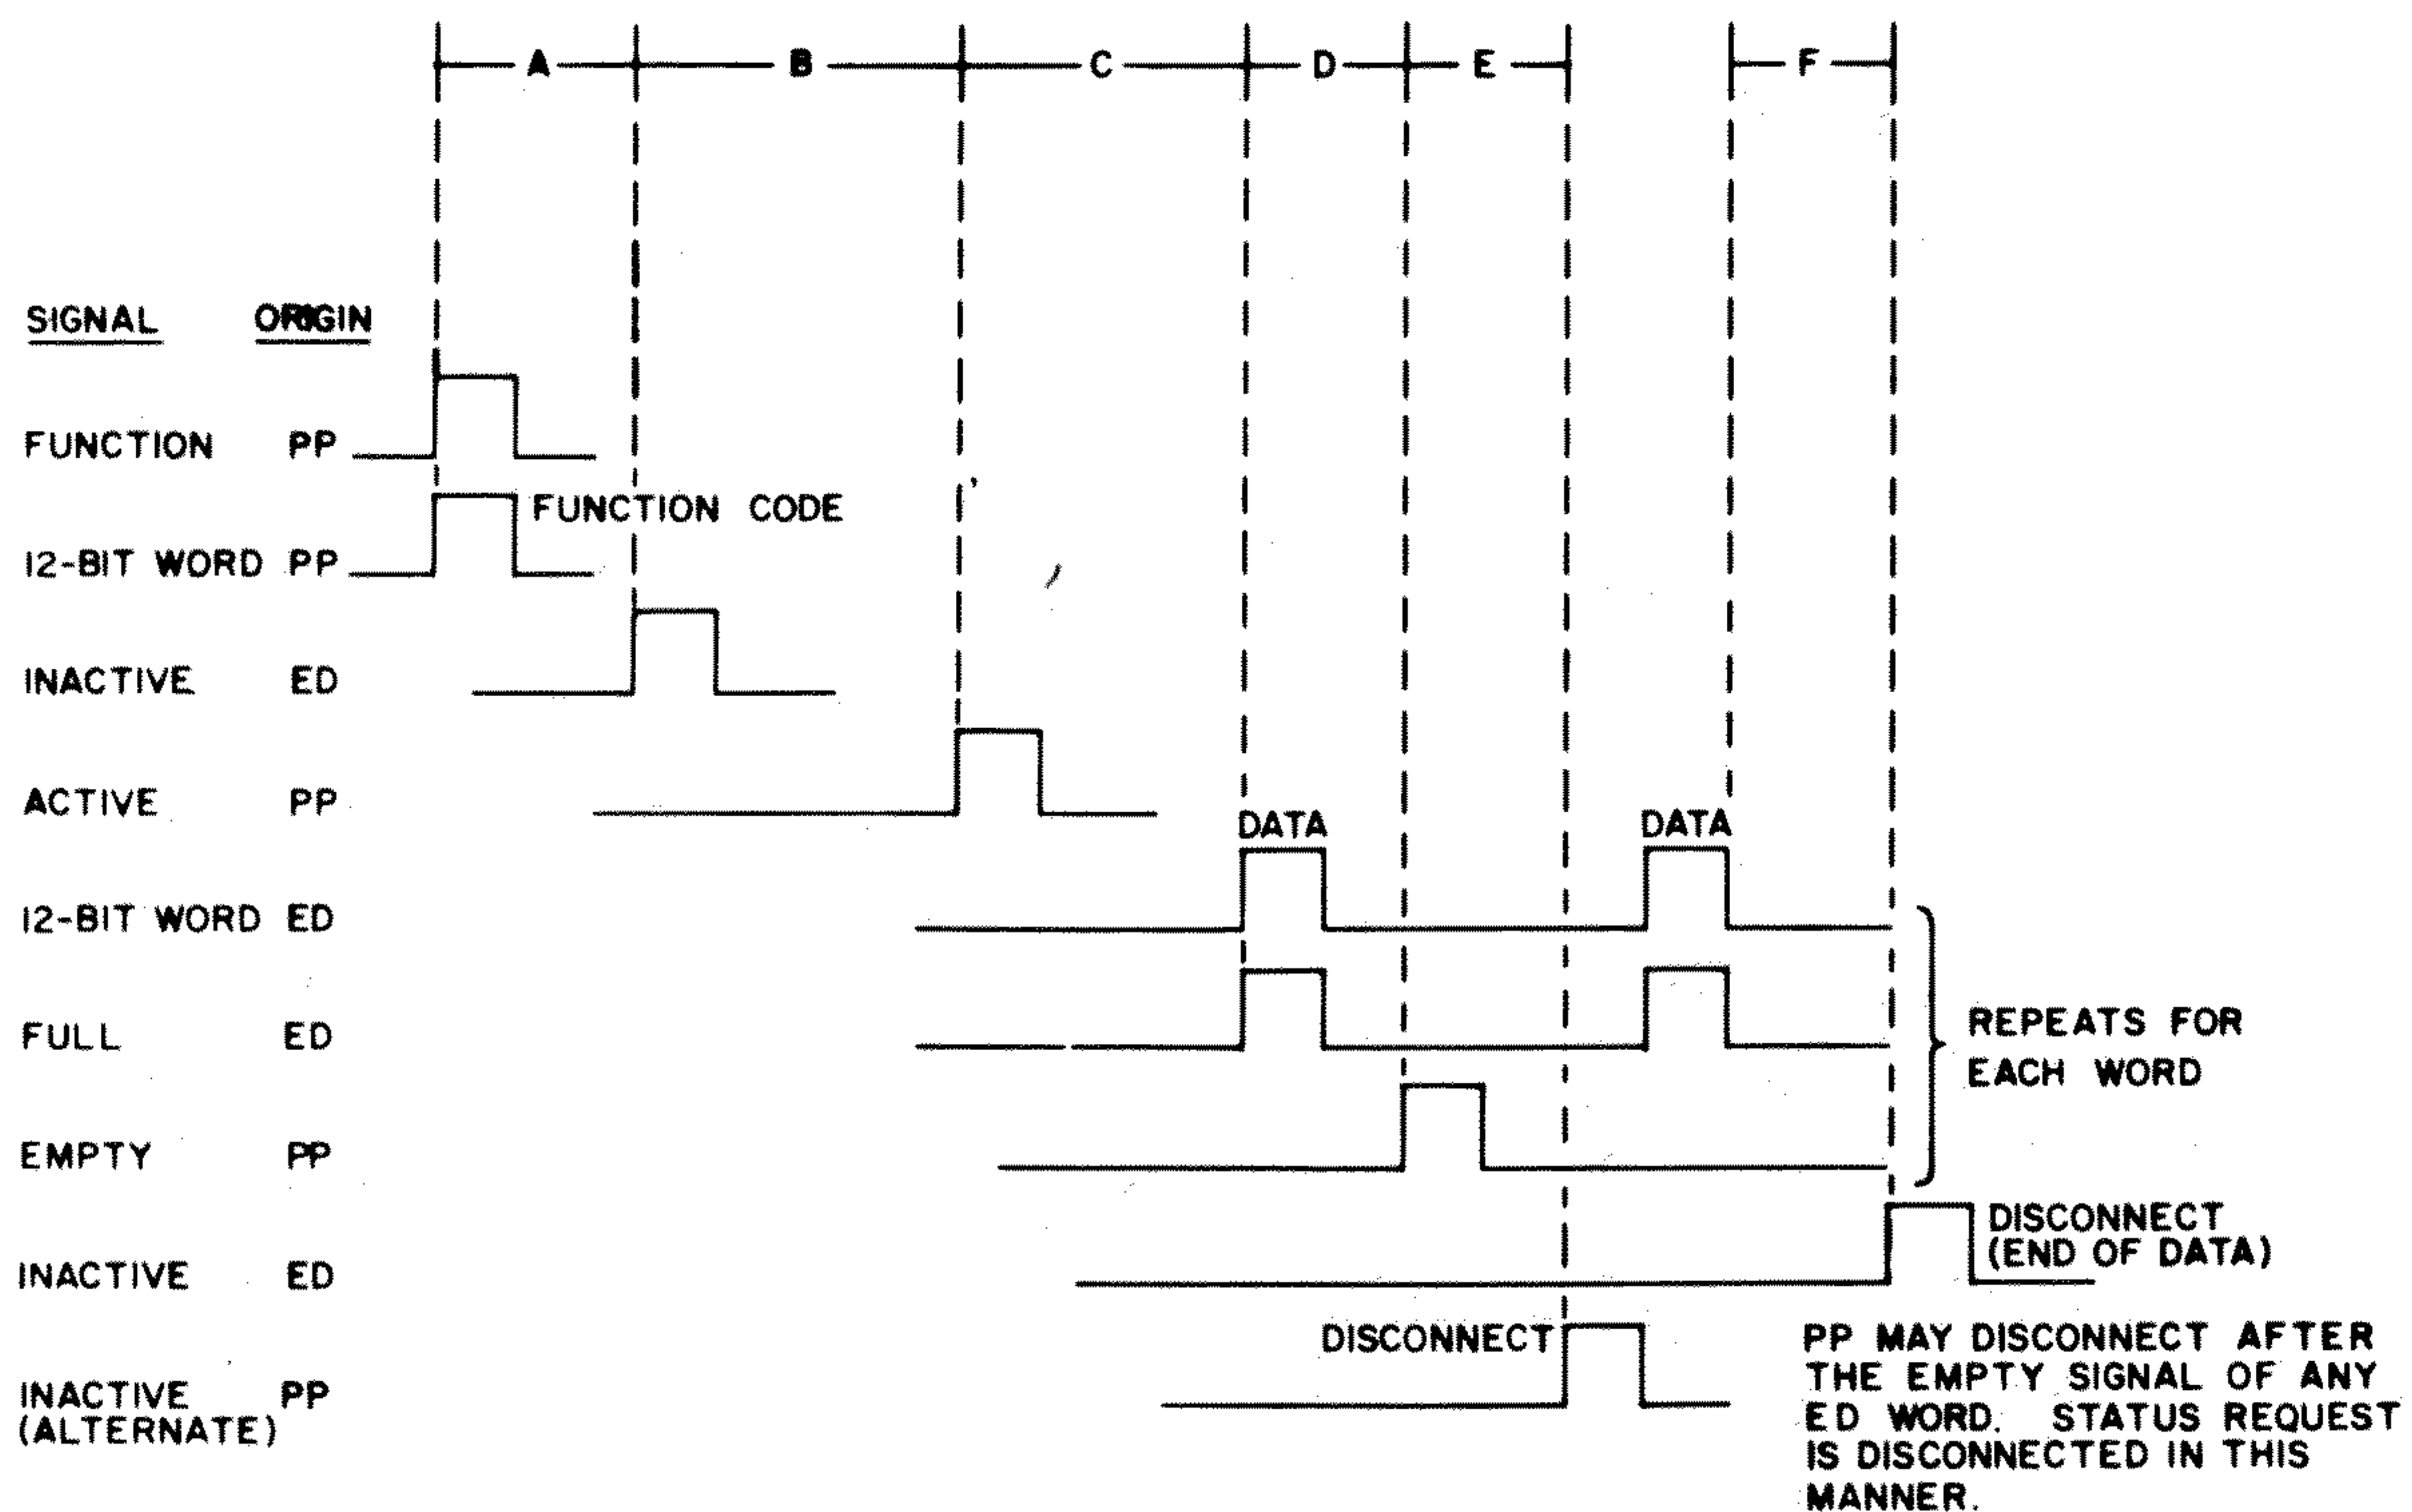 A B C D E F
SIGNAL ORIGIN
FUNCTION PP
FUNCTION CODE
12-BIT WORD PP
INACTIVE ED
ACTIVE PP
DATA DATA
12-BIT WORD ED
FULL ED
REPEATS FOR
EACH WORD
EMPTY PP
DISCONNECT
(END OF DATA)
INACTIVE ED
DISCONNECT
INACTIVE PP
(ALTERNATE)
PP MAY DISCONNECT AFTER
THE EMPTY SIGNAL OF ANY
ED WORD. STATUS REQUEST
IS DISCONNECTED IN THIS
MANNER.